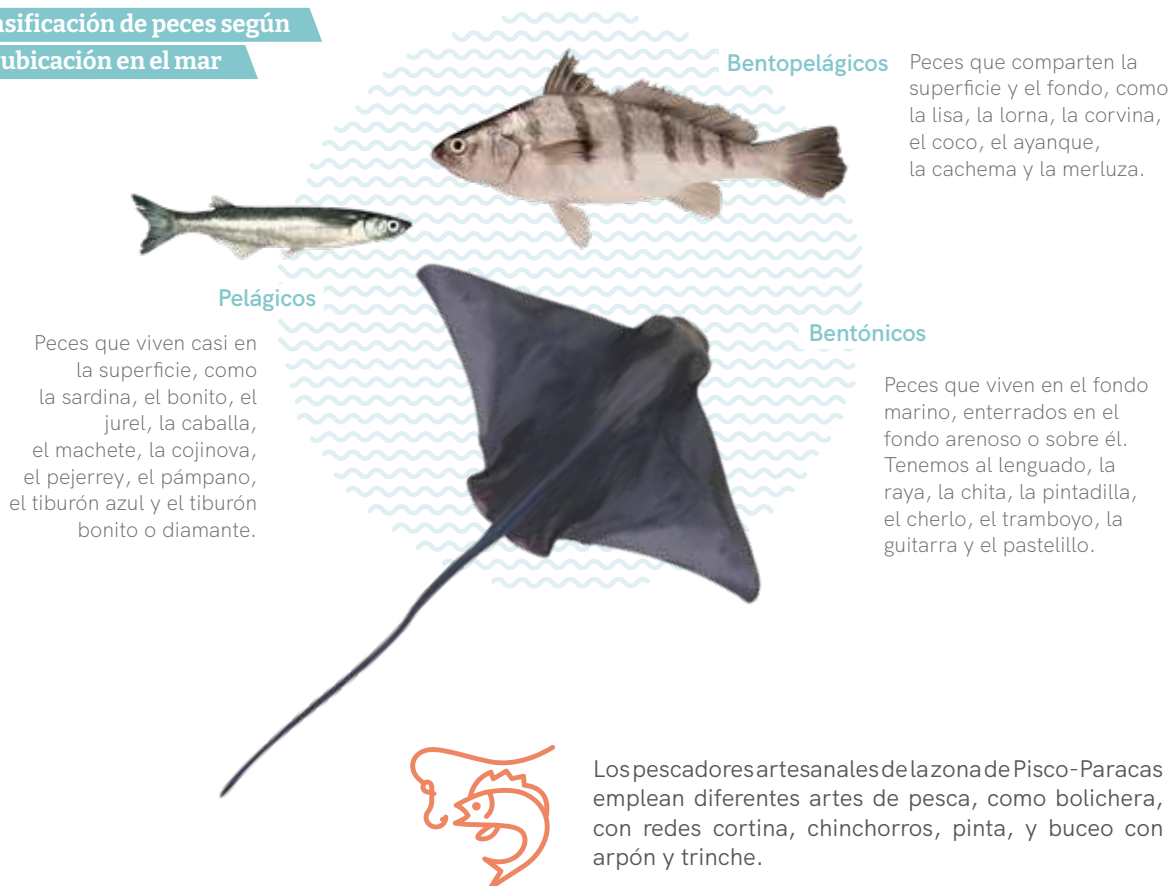 sificación de peces según
ubicación en el mar
Bentopelágicos
Peces que comparten la
superficie y el fondo, como
la lisa, la lorna, la corvina,
el coco, el ayanque,
la cachema y la merluza.
Pelágicos
Peces que viven casi en
la superficie, como
la sardina, el bonito, el
jurel, la caballa,
el machete, la cojinova,
el pejerrey, el pámpano,
el tiburón azul y el tiburón
bonito o diamante.
Bentónicos
Peces que viven en el fondo
marino, enterrados en el
fondo arenoso o sobre él.
Tenemos al lenguado, la
raya, la chita, la pintadilla,
el cherlo, el tramboyo, la
guitarra y el pastelillo.
Los pescadores artesanales de la zona de Pisco-Paracas
emplean diferentes artes de pesca, como bolichera,
con redes cortina, chinchorros, pinta, y buceo con
arpón y trinche.